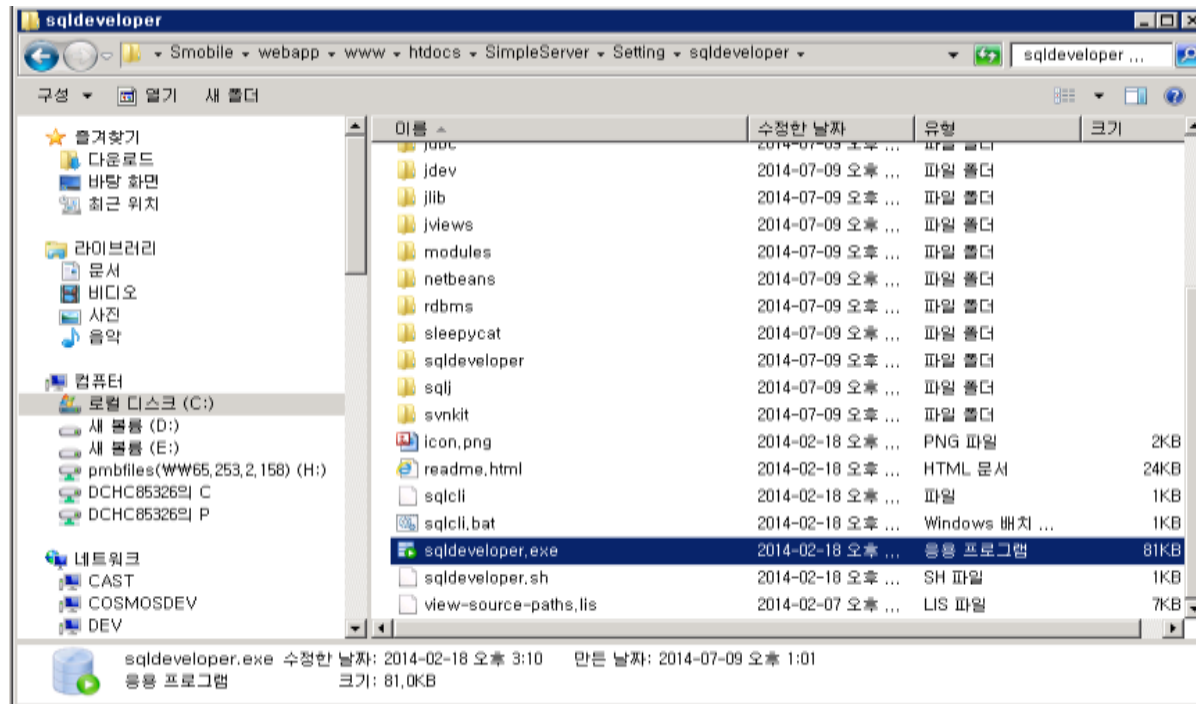 sqldeveloper
Smobile webapp www htdocs SimpleServer Setting sqldeveloper
sqldeveloper ...
구성 열기 새 폴더
즐겨찾기
다운로드
바탕 화면
최근 위치
라이브러리
문서
비디오
사진
음악
컴퓨터
로컬 디스크 (C:)
새 볼륨 (D:)
새 볼륨 (E:)
pmbfiles(₩₩65,253,2,158) (H:)
DCHC85326의 C
DCHC85326의 P
네트워크
CAST
COSMOSDEV
DEV
이름 수정한 날짜 유형 크기
jdbc 2014-07-09 오후 ... 파일 폴더
jdev 2014-07-09 오후 ... 파일 폴더
jlib 2014-07-09 오후 ... 파일 폴더
jviews 2014-07-09 오후 ... 파일 폴더
modules 2014-07-09 오후 ... 파일 폴더
netbeans 2014-07-09 오후 ... 파일 폴더
rdbms 2014-07-09 오후 ... 파일 폴더
sleepycat 2014-07-09 오후 ... 파일 폴더
sqldeveloper 2014-07-09 오후 ... 파일 폴더
sqlj 2014-07-09 오후 ... 파일 폴더
svnkit 2014-07-09 오후 ... 파일 폴더
icon,png 2014-02-18 오후 ... PNG 파일 2KB
readme,html 2014-02-18 오후 ... HTML 문서 24KB
sqlcli 2014-02-18 오후 ... 파일 1KB
sqlcli,bat 2014-02-18 오후 ... Windows 배치 ... 1KB
sqldeveloper,exe 2014-02-18 오후 ... 응용 프로그램 81KB
sqldeveloper,sh 2014-02-18 오후 ... SH 파일 1KB
view-source-paths,lis 2014-02-07 오후 ... LIS 파일 7KB
sqldeveloper,exe 수정한 날짜: 2014-02-18 오후 3:10 만든 날짜: 2014-07-09 오후 1:01
응용 프로그램 크기: 81,0KB